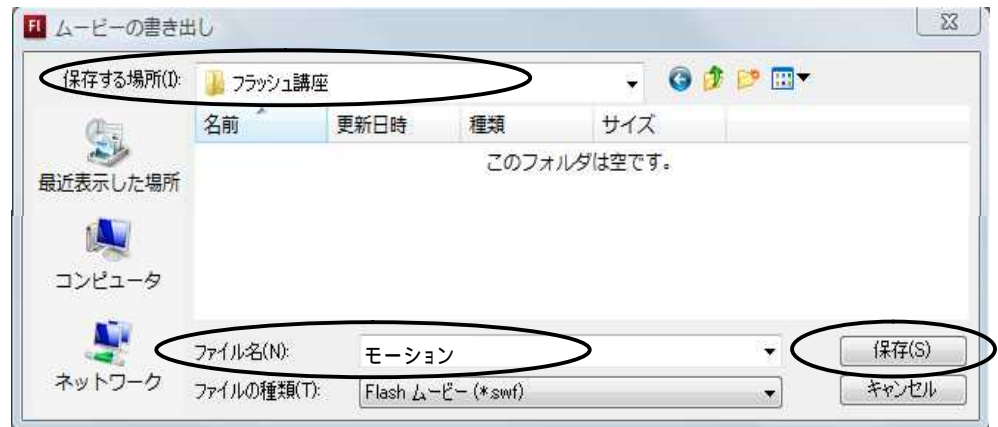 Fl ムービーの書き出し
保存する場所(I): フラッシュ講座
名前 更新日時 種類 サイズ
このフォルダは空です。
最近表示した場所
コンピュータ
ネットワーク
ファイル名(N): モーション 保存(S)
ファイルの種類(T): Flash ムービー (*.swf) キャンセル